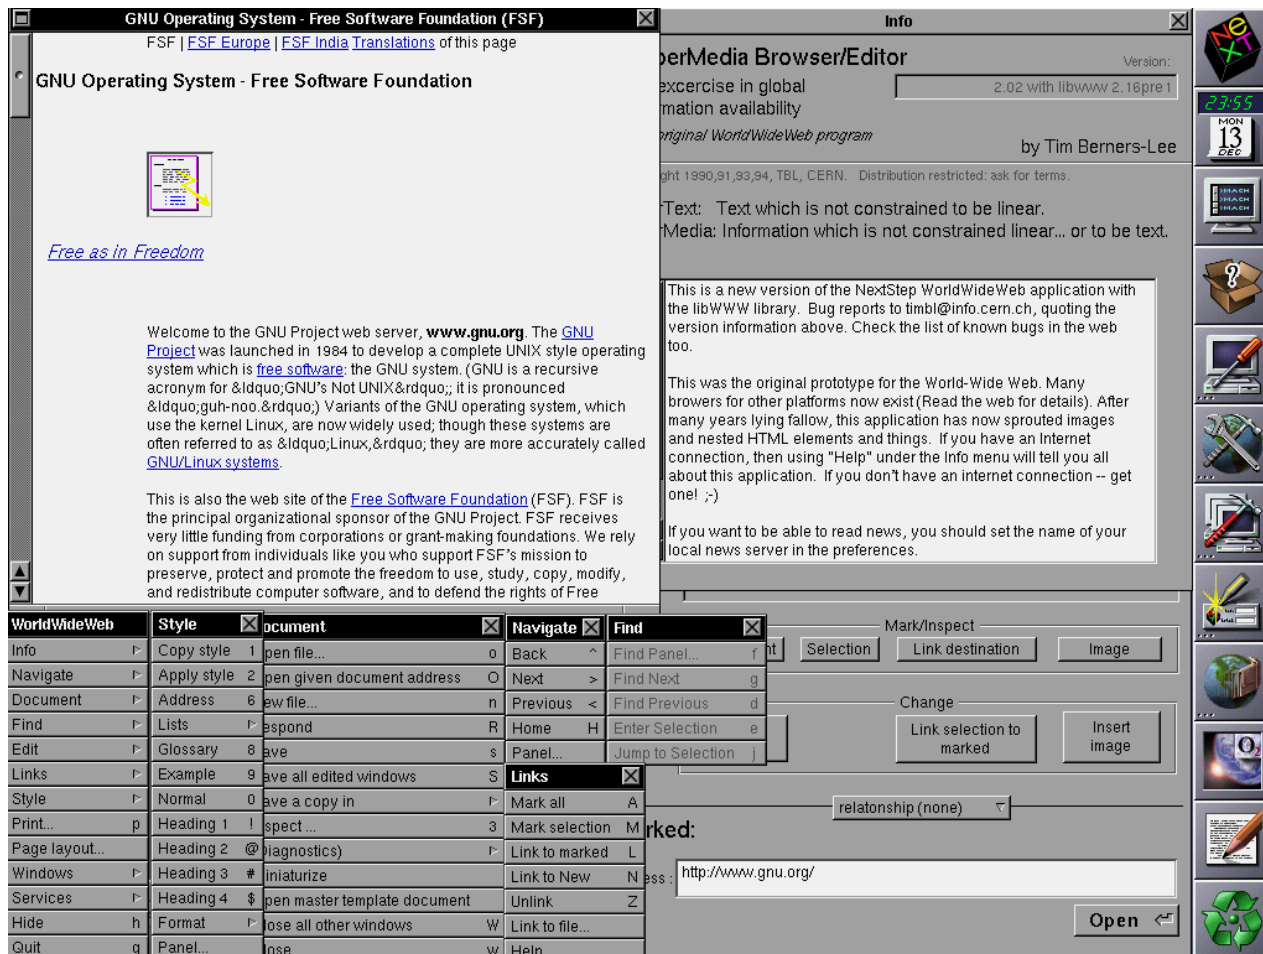 GNU Operating System - Free Software Foundation (FSF)
FSF | FSF Europe | FSF India Translations of this page
GNU Operating System - Free Software Foundation
Free as in Freedom
Welcome to the GNU Project web server, www.gnu.org. The GNU
Project was launched in 1984 to develop a complete UNIX style operating
system which is free software: the GNU system. (GNU is a recursive
acronym for &ldquo;GNU's Not UNIX&rdquo;; it is pronounced
&ldquo;guh-noo.&rdquo;) Variants of the GNU operating system, which
use the kernel Linux, are now widely used; though these systems are
often referred to as &ldquo;Linux,&rdquo; they are more accurately called
GNU/Linux systems.
This is also the web site of the Free Software Foundation (FSF). FSF is
the principal organizational sponsor of the GNU Project. FSF receives
very little funding from corporations or grant-making foundations. We rely
on support from individuals like you who support FSF's mission to
preserve, protect and promote the freedom to use, study, copy, modify,
and redistribute computer software, and to defend the rights of Free
Info
perMedia Browser/Editor
Version:
excercise in global
2.02 with libwww 2.16pre1
rmation availability
original WorldWideWeb program
by Tim Berners-Lee
ght 1990,91,93,94, TBL, CERN. Distribution restricted: ask for terms.
rText: Text which is not constrained to be linear.
rMedia: Information which is not constrained linear... or to be text.
This is a new version of the NextStep WorldWideWeb application with
the libWWW library. Bug reports to timbl@info.cern.ch, quoting the
version information above. Check the list of known bugs in the web
too.
This was the original prototype for the World-Wide Web. Many
browers for other platforms now exist (Read the web for details). After
many years lying fallow, this application has now sprouted images
and nested HTML elements and things. If you have an Internet
connection, then using "Help" under the Info menu will tell you all
about this application. If you don't have an internet connection -- get
one! ;-)
If you want to be able to read news, you should set the name of your
local news server in the preferences.
NeXT
23:55
MON
13
DEC
>MACH
>MACH
>MACH
?
O2
WorldWideWeb
Info
Navigate
Document
Find
Edit
Links
Style
Print... p
Page layout...
Windows
Services
Hide h
Quit q
Style
Copy style 1
Apply style 2
Address 6
Lists
Glossary 8
Example 9
Normal 0
Heading 1 !
Heading 2 @
Heading 3 #
Heading 4 $
Format
Panel...
ocument
pen file... o
pen given document address O
ew file... n
espond R
ave s
ave all edited windows S
ave a copy in
spect ... 3
Diagnostics)
iniaturize
pen master template document
lose all other windows W
lose w
Navigate
Back ^
Next >
Previous <
Home H
Panel...
Find
Find Panel... f
Find Next g
Find Previous d
Enter Selection e
Jump to Selection j
Links
Mark all A
Mark selection M
Link to marked L
Link to New N
Unlink Z
Link to file...
Help
Mark/Inspect
nt
Selection
Link destination
Image
Change
Link selection to
marked
Insert
image
relatonship (none)
rked:
ess : http://www.gnu.org/
Open